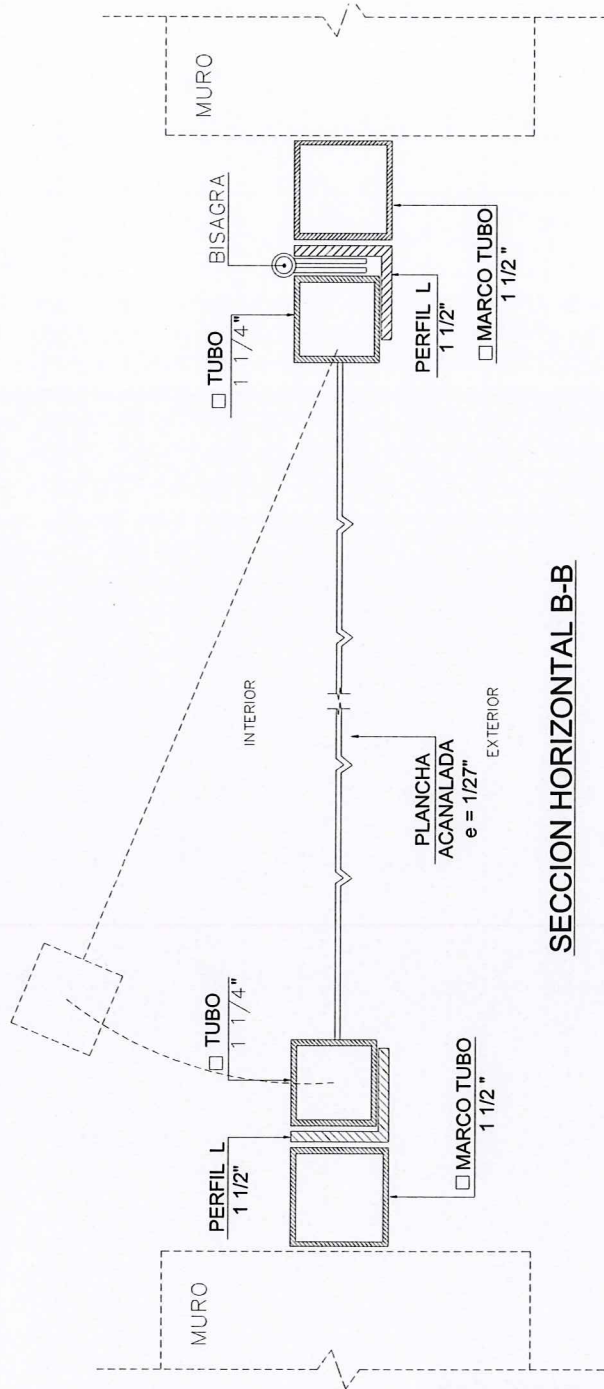 MURO
BISAGRA
□ TUBO
1 1/4"
PERFIL L
1 1/2"
□ MARCO TUBO
1 1/2"
INTERIOR
EXTERIOR
PLANCHA
ACANALADA
e = 1/27"
□ TUBO
1 1/4"
PERFIL L
1 1/2"
□ MARCO TUBO
1 1/2"
MURO
SECCION HORIZONTAL B-B